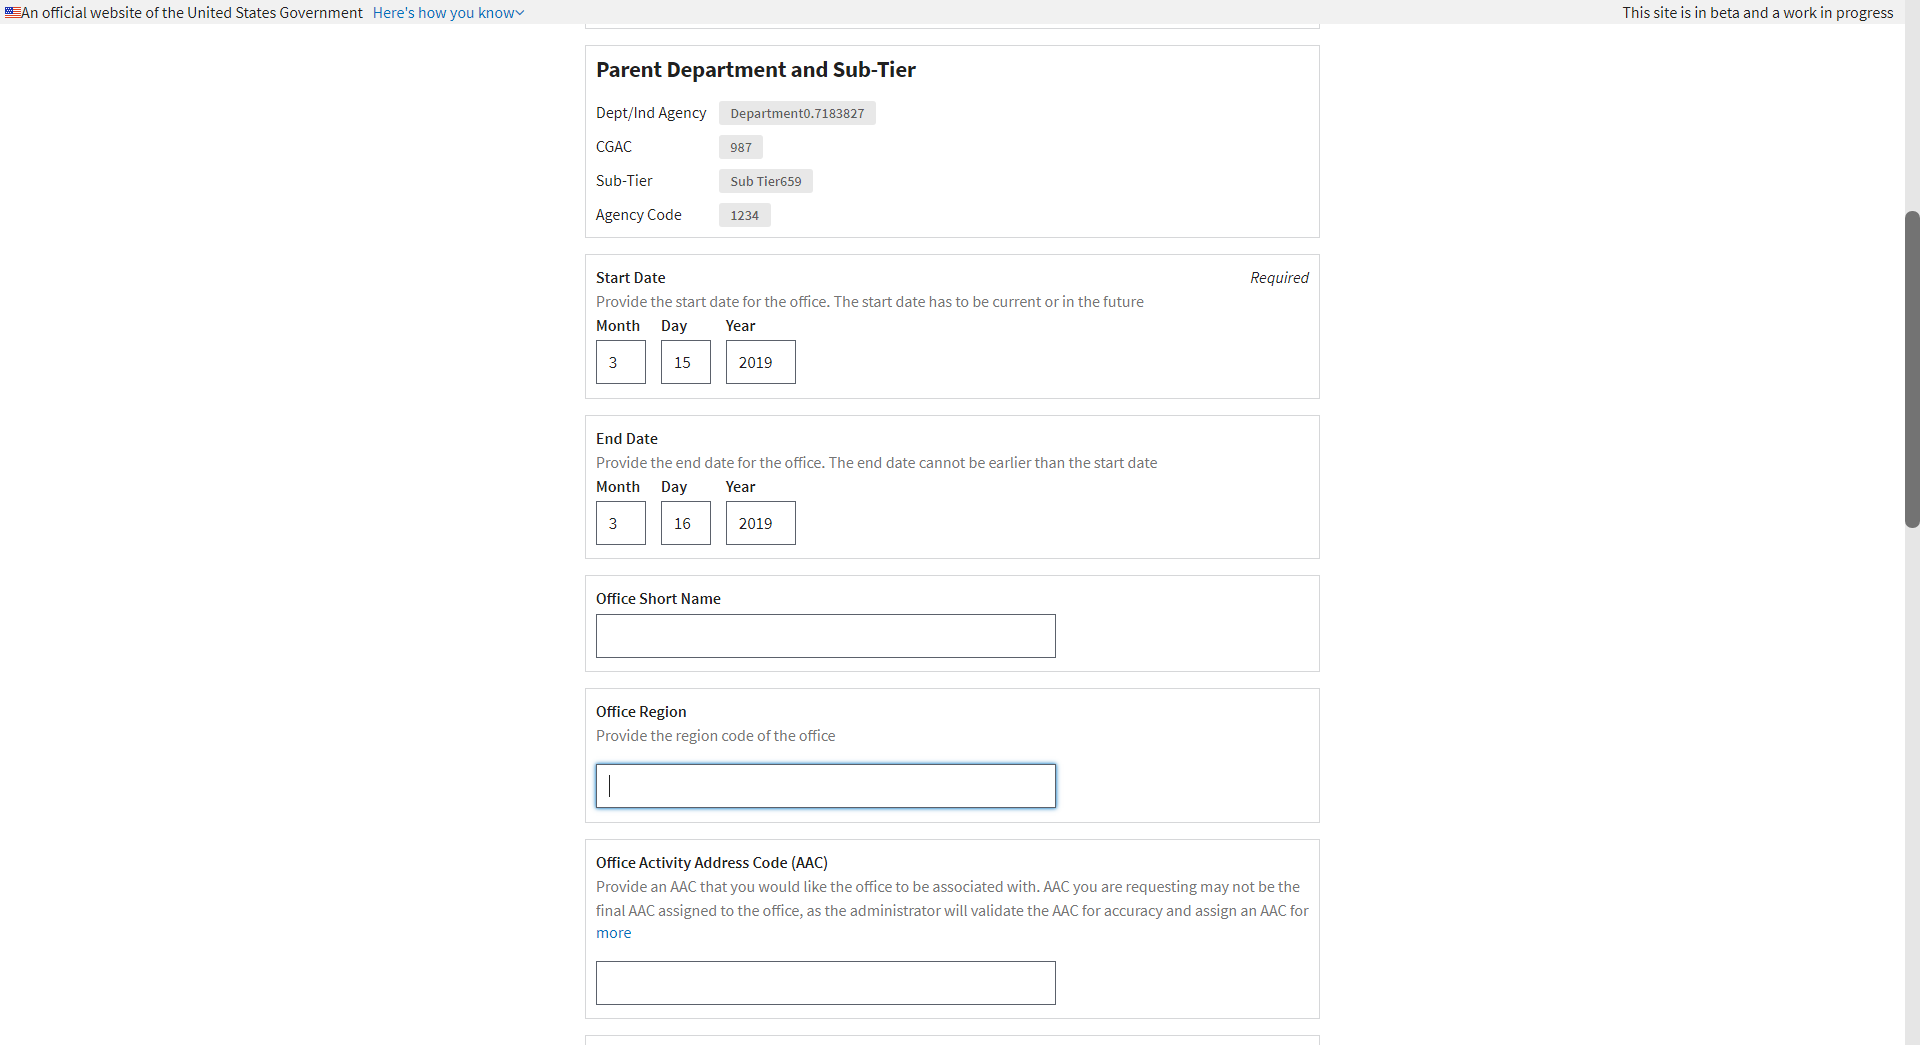 An official website of the United States Government Here's how you know
This site is in beta and a work in progress
Parent Department and Sub-Tier
Dept/Ind Agency Department0.7183827
CGAC 987
Sub-Tier Sub Tier659
Agency Code 1234
Start Date Required
Provide the start date for the office. The start date has to be current or in the future
Month Day Year
3 15 2019
End Date
Provide the end date for the office. The end date cannot be earlier than the start date
Month Day Year
3 16 2019
Office Short Name
Office Region
Provide the region code of the office
Office Activity Address Code (AAC)
Provide an AAC that you would like the office to be associated with. AAC you are requesting may not be the
final AAC assigned to the office, as the administrator will validate the AAC for accuracy and assign an AAC for
more